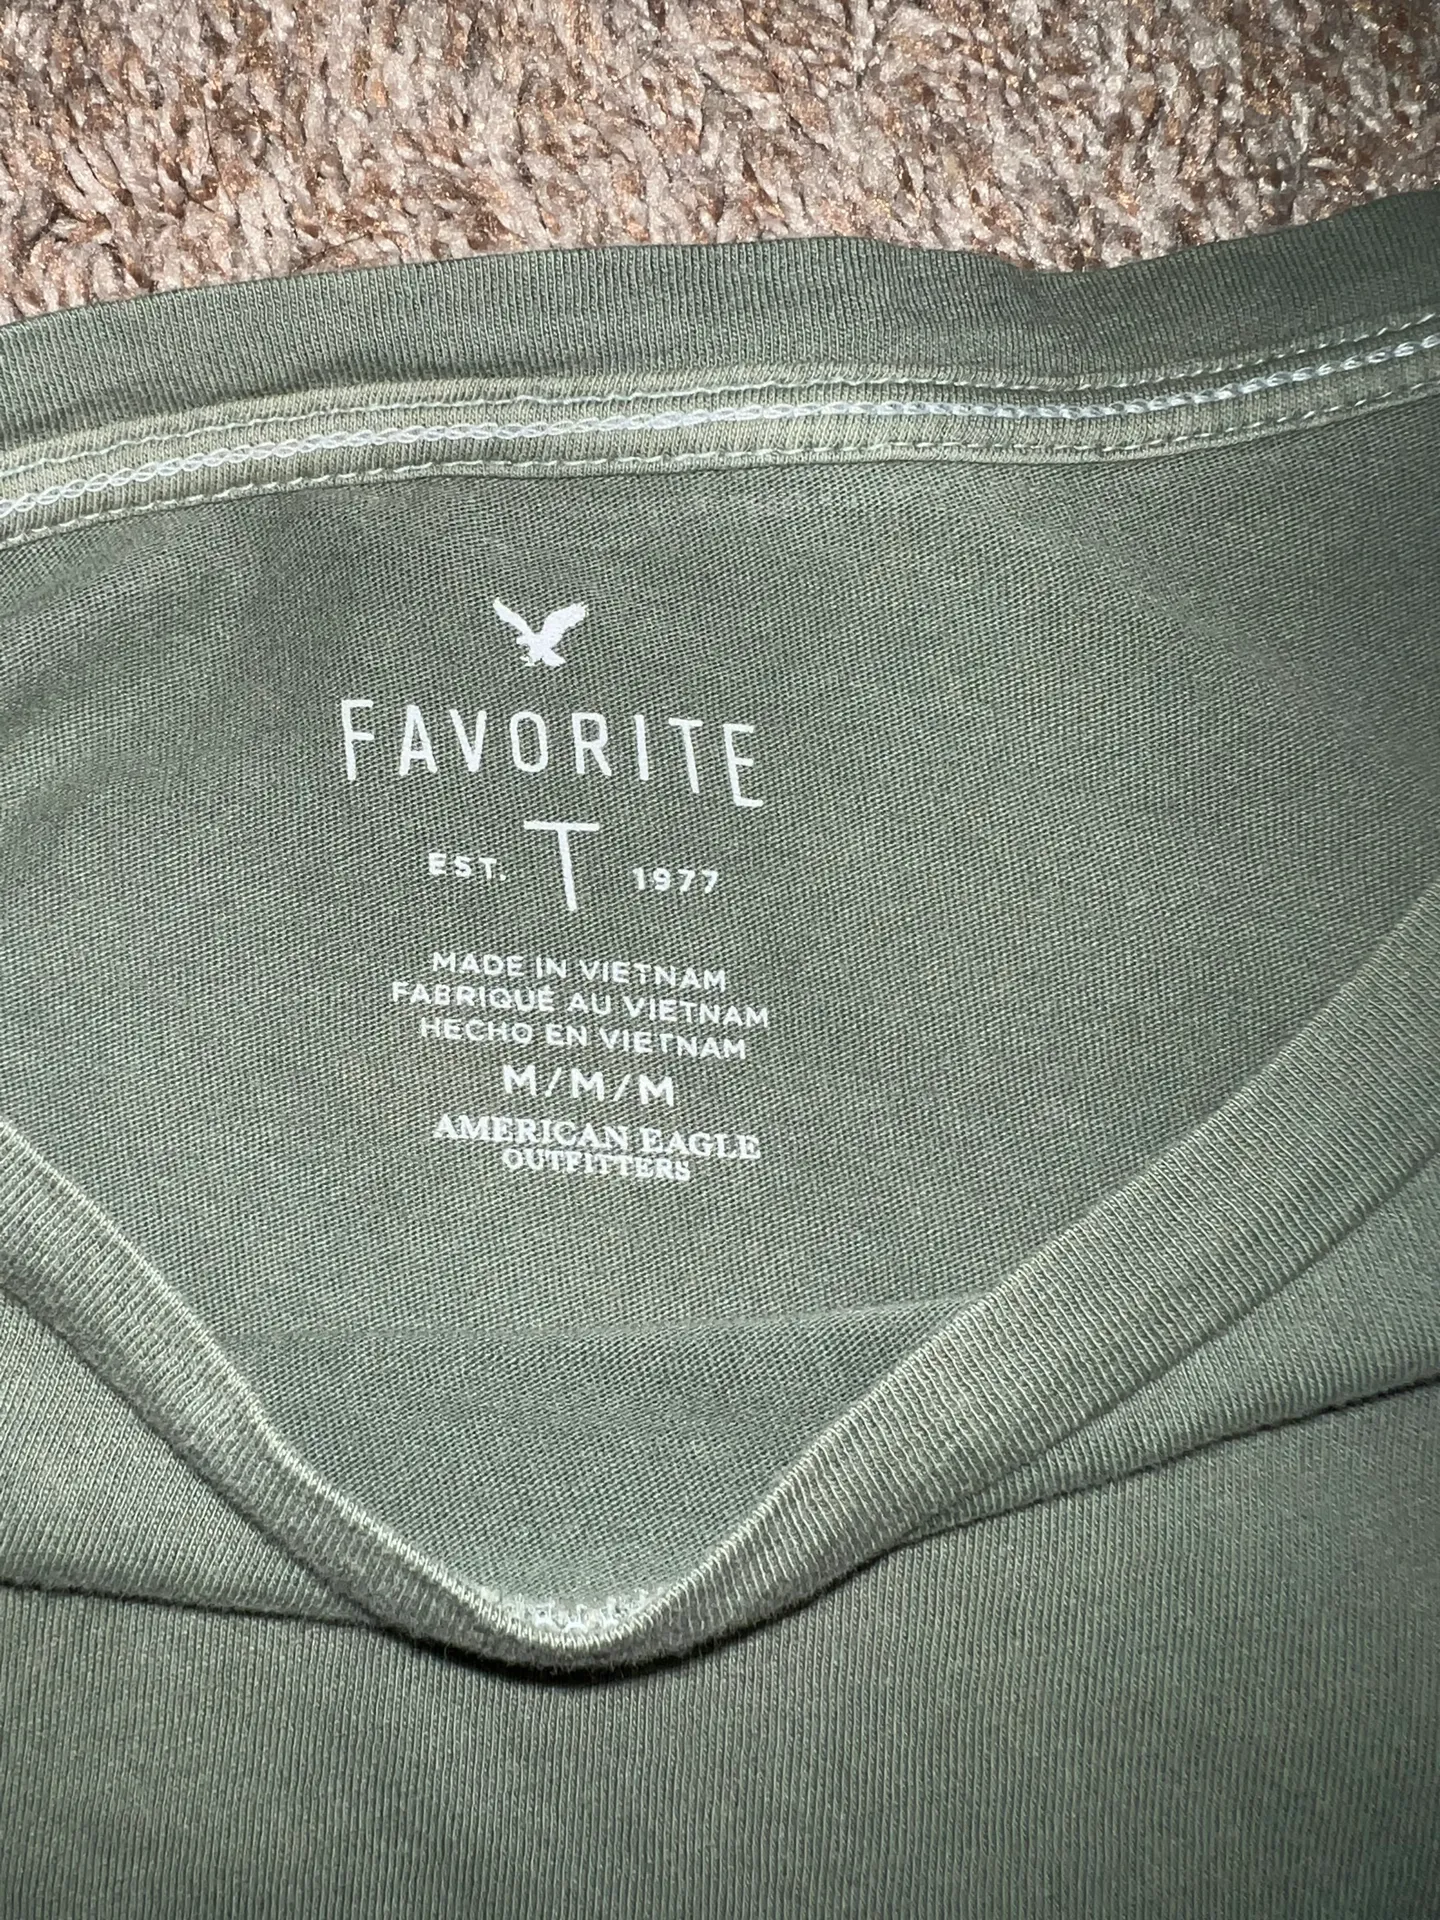 FAVORITE
EST. T 1977
MADE IN VIETNAM
FABRIQUÉ AU VIETNAM
HECHO EN VIETNAM
M/M/M
AMERICAN EAGLE
OUTFITTERS